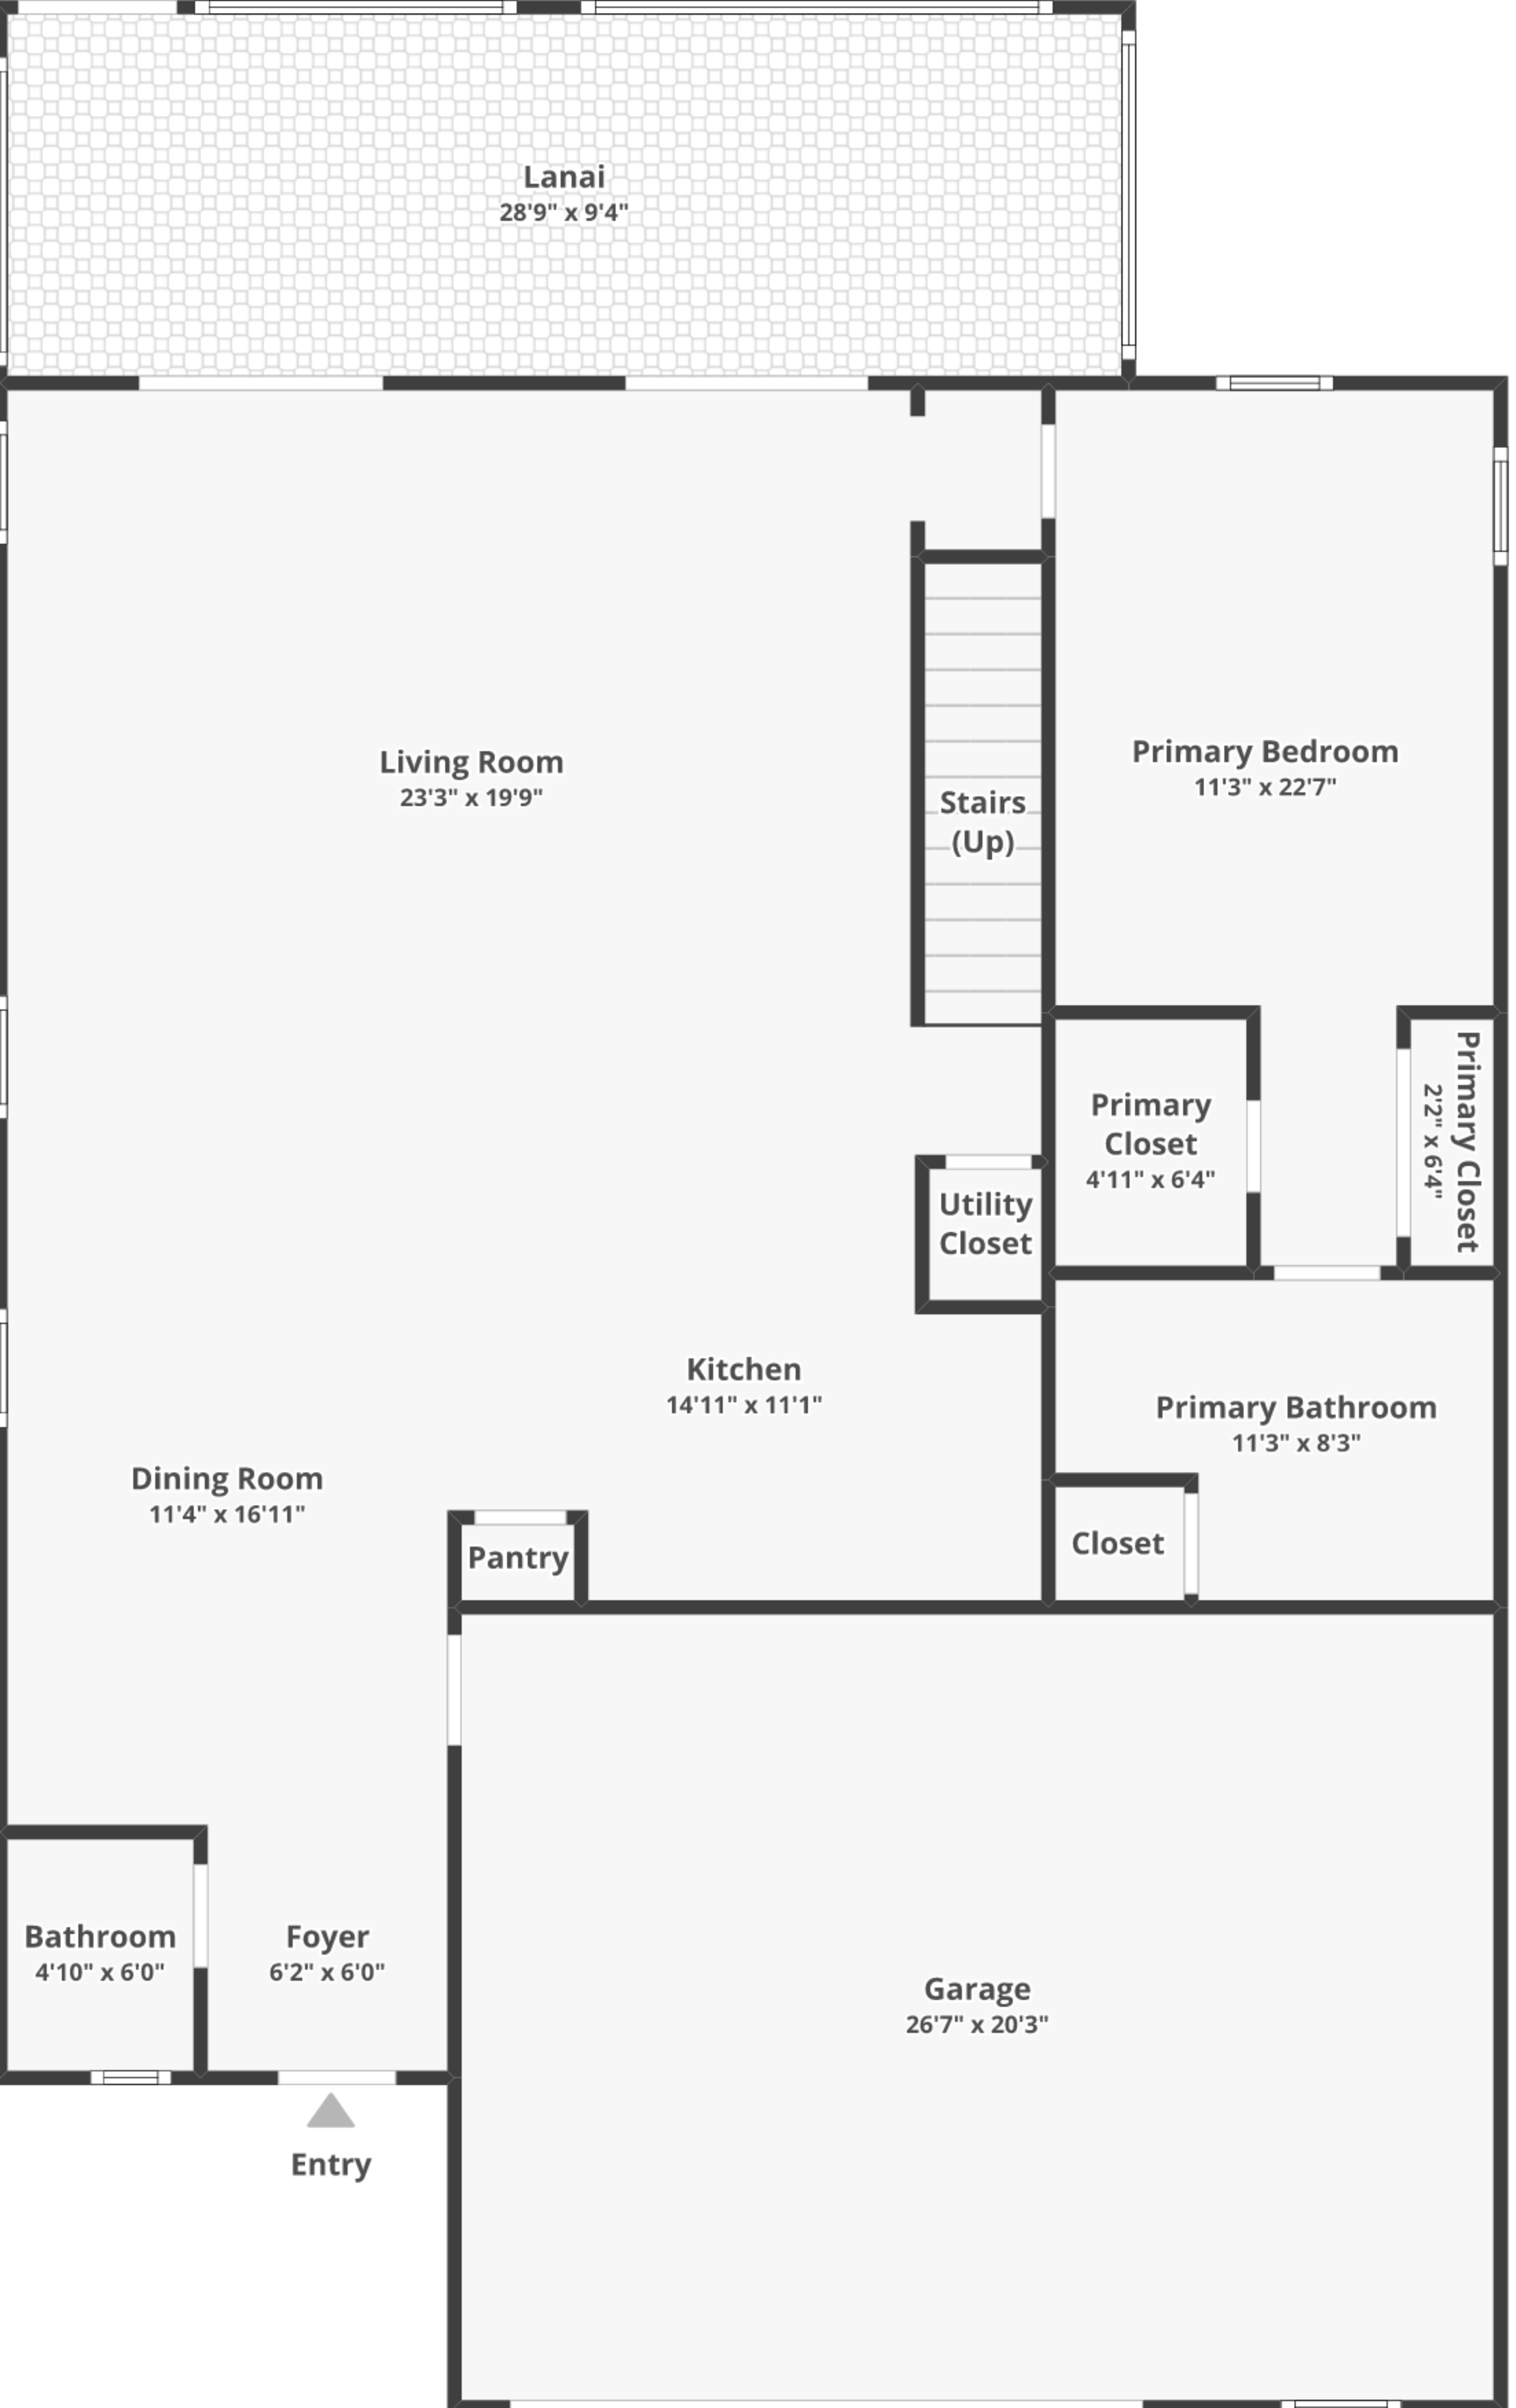 Lanai
28'9" x 9'4"
Living Room
23'3" x 19'9"
Primary Bedroom
11'3" x 22'7"
Stairs
(Up)
Primary
Closet
4'11" x 6'4"
Primary Closet
2'2" x 6'4"
Utility
Closet
Kitchen
14'11" x 11'1"
Primary Bathroom
11'3" x 8'3"
Dining Room
11'4" x 16'11"
Pantry
Closet
Bathroom
4'10" x 6'0"
Foyer
6'2" x 6'0"
Garage
26'7" x 20'3"
Entry